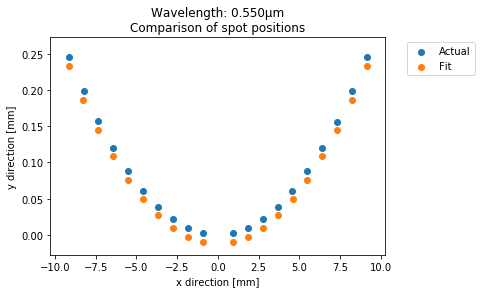 Wavelength: 0.550μm
Comparison of spot positions
Actual
Fit
y direction [mm]
0.25
0.20
0.15
0.10
0.05
0.00
−10.0 −7.5 −5.0 −2.5 0.0 2.5 5.0 7.5 10.0
x direction [mm]